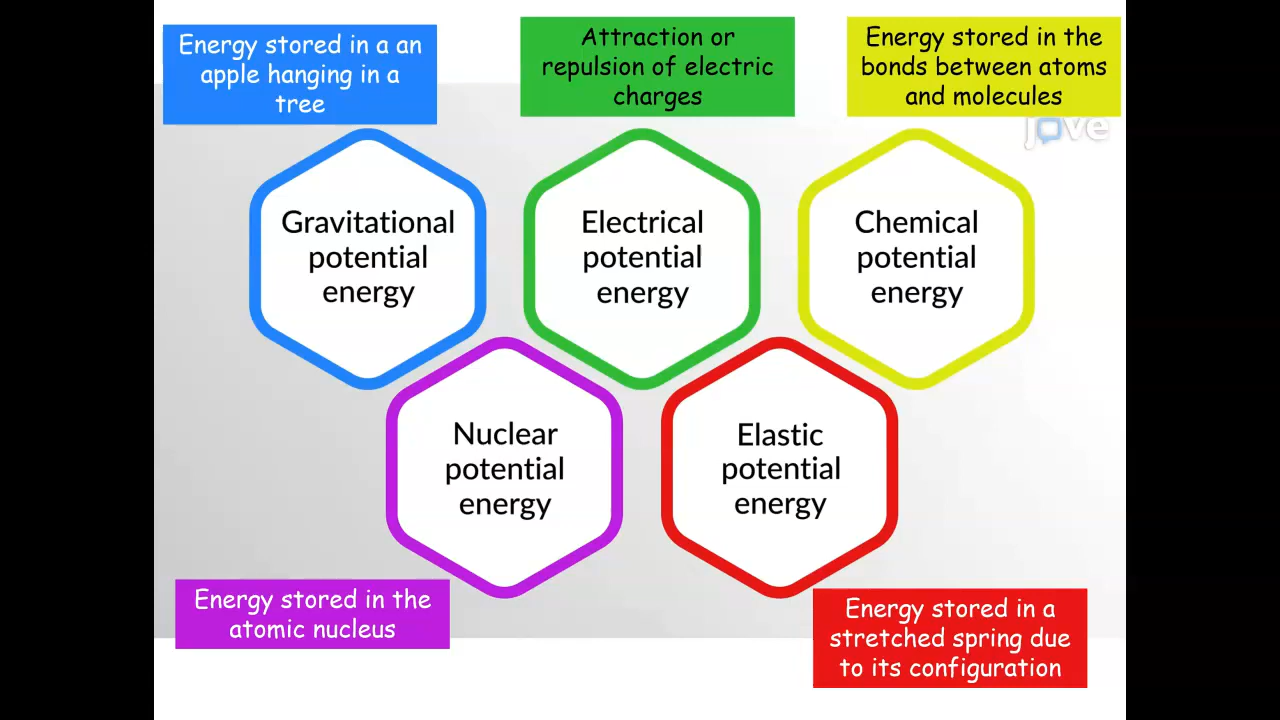 Energy stored in a an
apple hanging in a
tree
Attraction or
repulsion of electric
charges
Energy stored in the
bonds between atoms
and molecules
jove
Gravitational
potential
energy
Electrical
potential
energy
Chemical
potential
energy
Nuclear
potential
energy
Elastic
potential
energy
Energy stored in the
atomic nucleus
Energy stored in a
stretched spring due
to its configuration